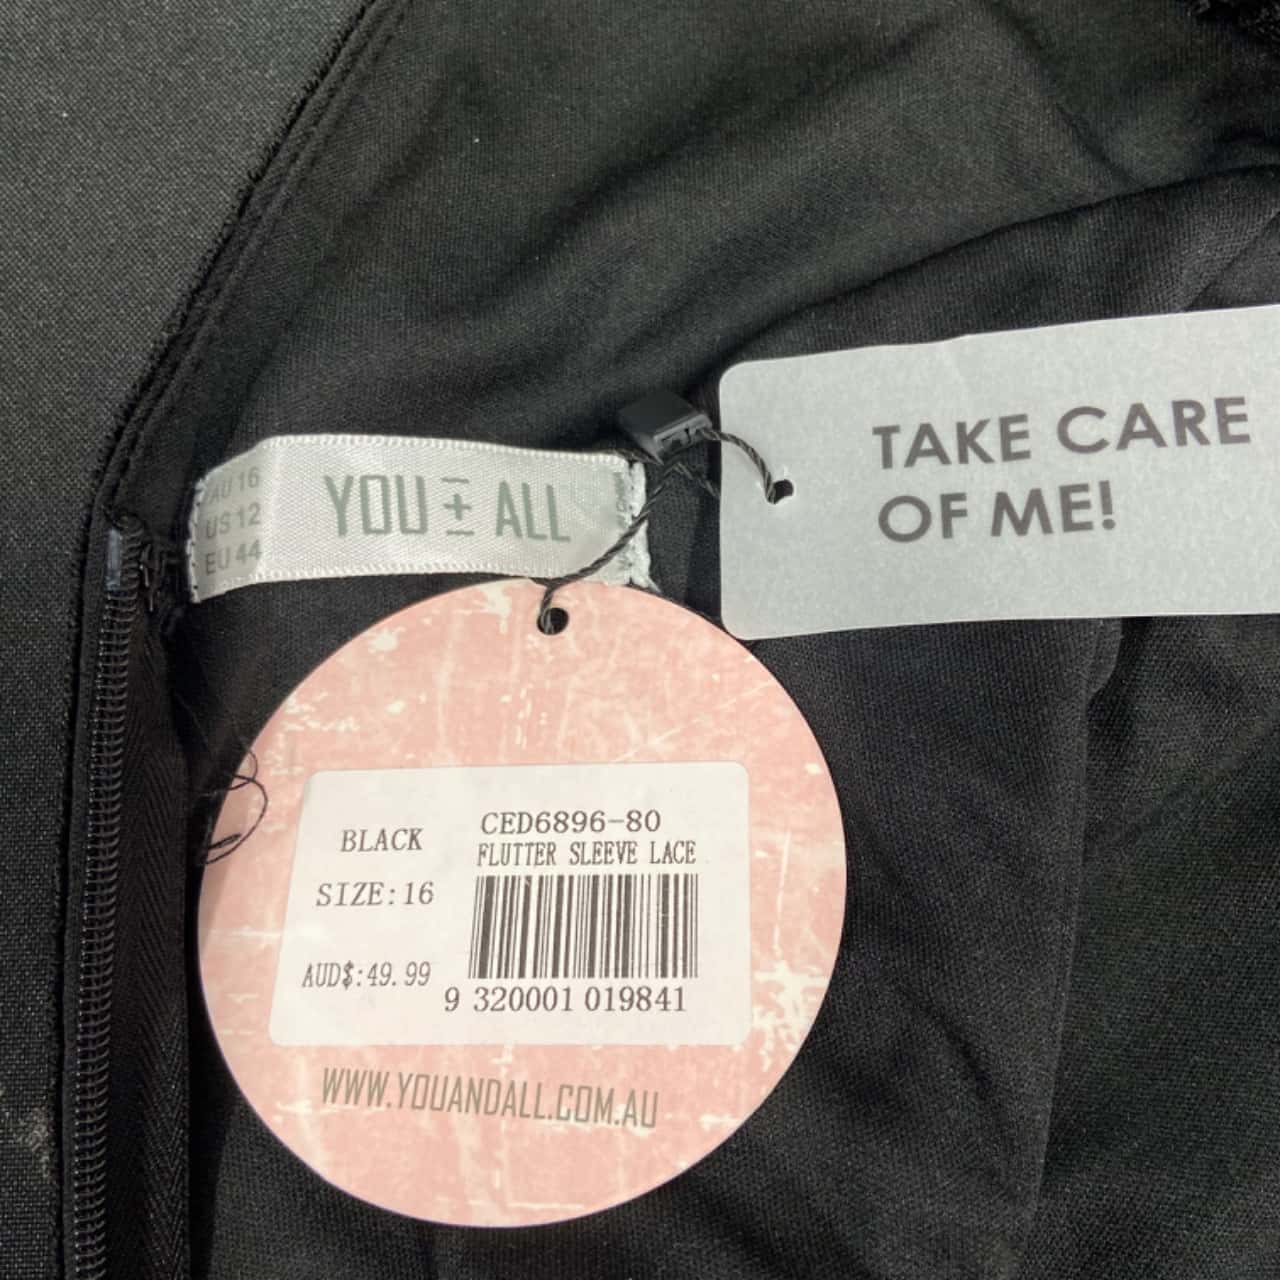 AU 16
US 12
EU 44
YOU ± ALL
TAKE CARE
OF ME!
BLACK
SIZE:16
AUD$:49.99
CED6896-80
FLUTTER SLEEVE LACE
9 320001 019841
WWW.YOUANDALL.COM.AU